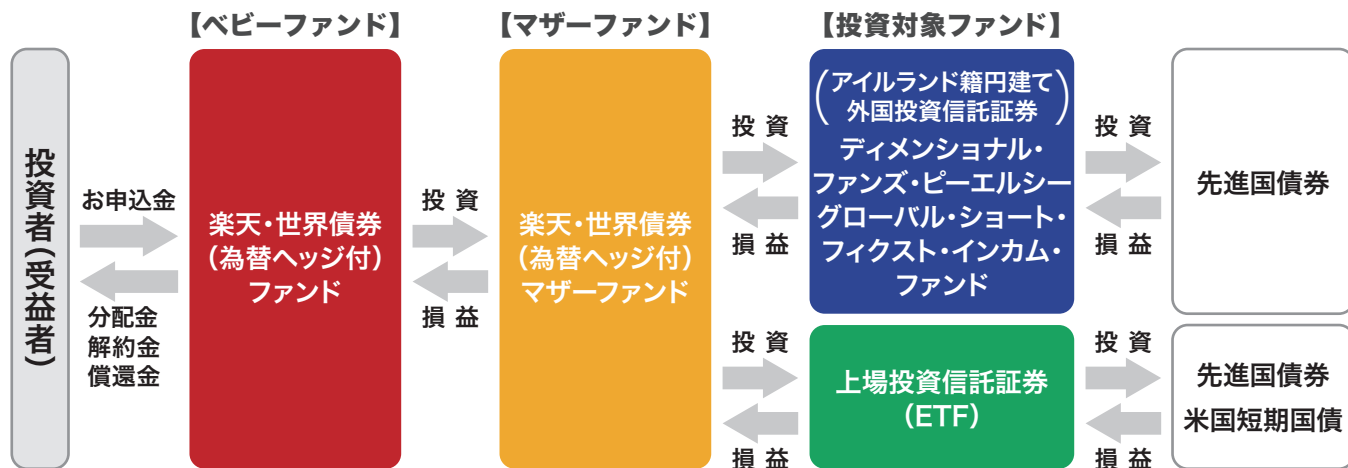 【ベビーファンド】
【マザーファンド】
【投資対象ファンド】
投資者(受益者)
お申込金
分配金
解約金
償還金
楽天・世界債券
(為替ヘッジ付)
ファンド
投資
損益
楽天・世界債券
(為替ヘッジ付)
マザーファンド
投資
損益
(アイルランド籍円建て
外国投資信託証券)
ディメンショナル・
ファンズ・ピーエルシー
グローバル・ショート・
フィクスト・インカム・
ファンド
投資
損益
先進国債券
投資
損益
上場投資信託証券
(ETF)
投資
損益
先進国債券
米国短期国債